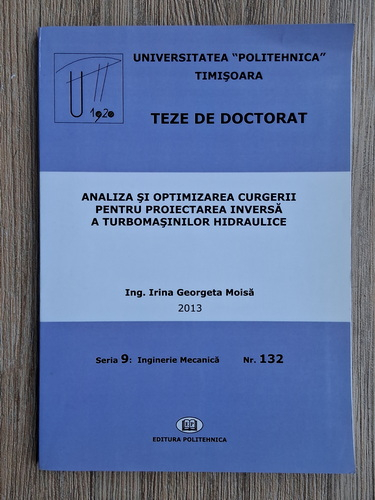 UNIVERSITATEA "POLITEHNICA"
TIMIŞOARA
UT
1920
TEZE DE DOCTORAT
ANALIZA ŞI OPTIMIZAREA CURGERII
PENTRU PROIECTAREA INVERSĂ
A TURBOMAŞINILOR HIDRAULICE
Ing. Irina Georgeta Moisă
2013
Seria 9: Inginerie Mecanică Nr. 132
EDITURA POLITEHNICA